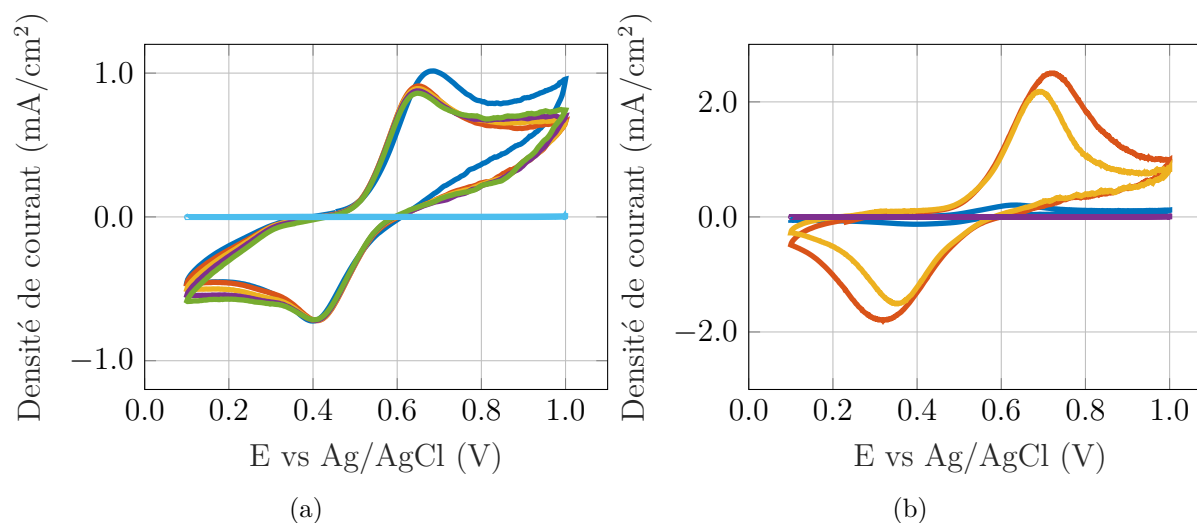 Densité de courant (mA/cm²)
1.0
0.0
−1.0
0.0 0.2 0.4 0.6 0.8 1.0
E vs Ag/AgCl (V)
(a)
Densité de courant (mA/cm²)
2.0
0.0
−2.0
0.0 0.2 0.4 0.6 0.8 1.0
E vs Ag/AgCl (V)
(b)